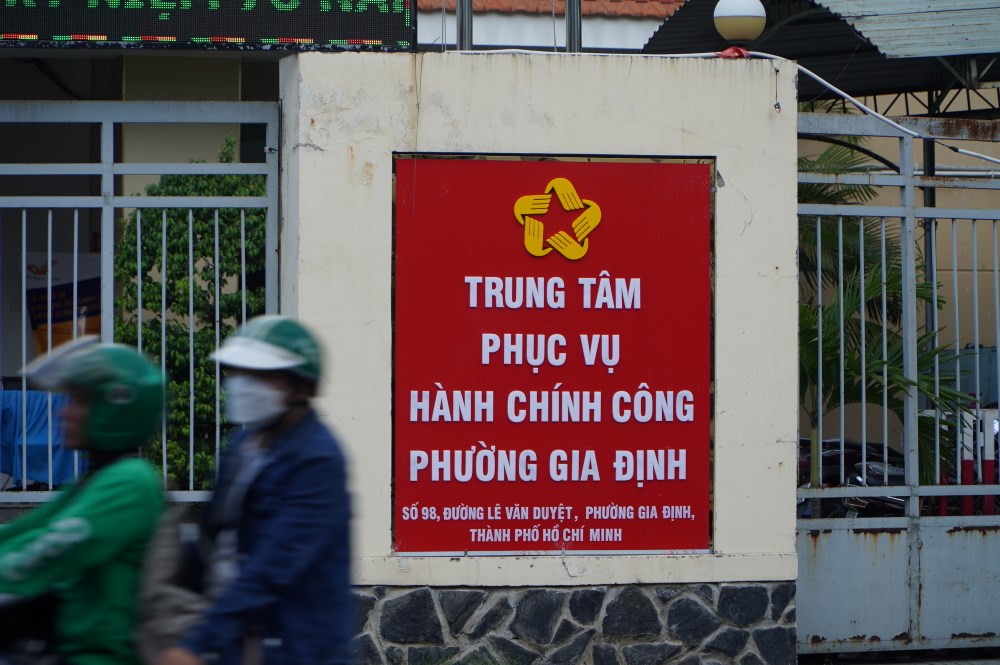 TRUNG TÂM
PHỤC VỤ
HÀNH CHÍNH CÔNG
PHƯỜNG GIA ĐỊNH
SỐ 98, ĐƯỜNG LÊ VĂN DUYỆT, PHƯỜNG GIA ĐỊNH,
THÀNH PHỐ HỒ CHÍ MINH